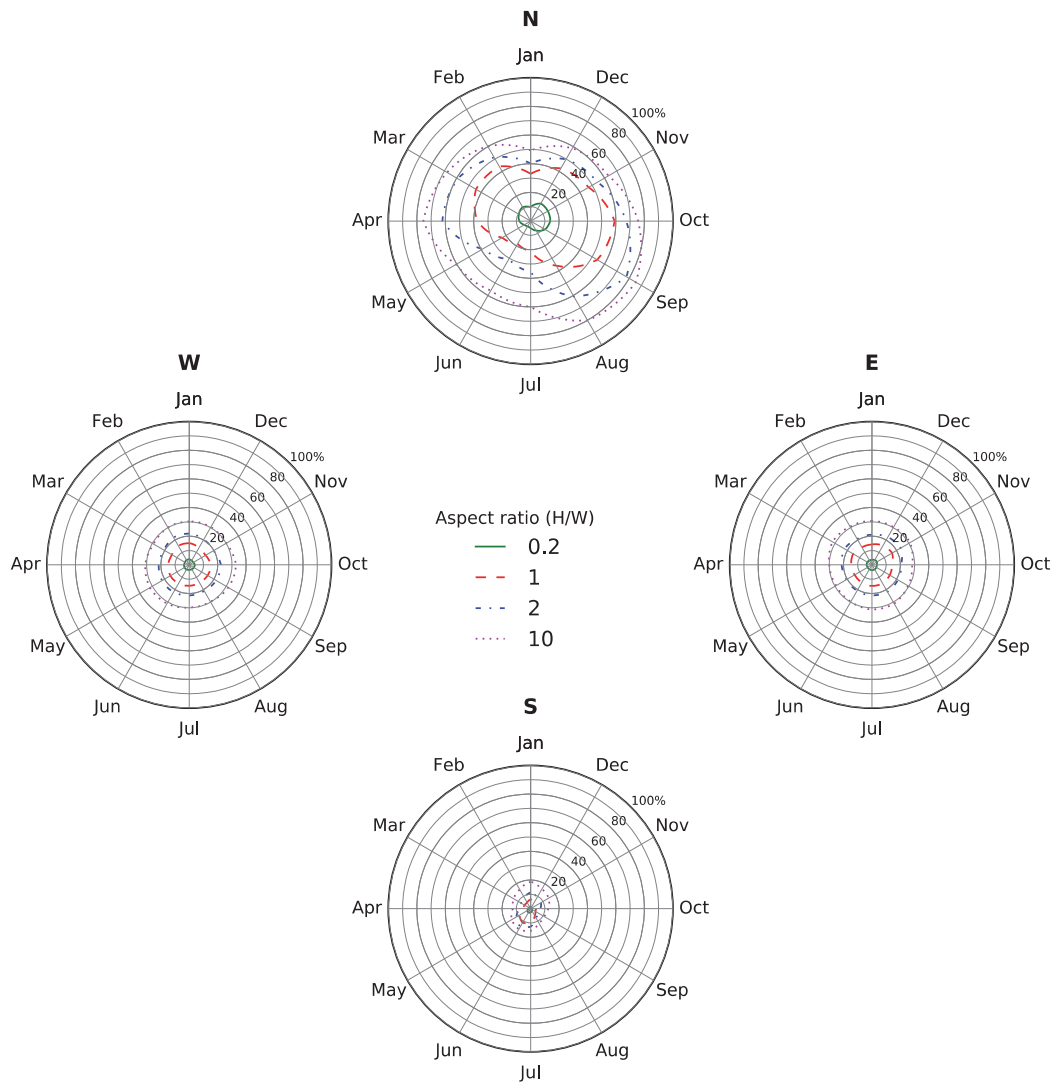 N
Jan
Feb Dec
100%
Mar 80 Nov
60
40
20
Apr Oct
May Sep
Jun Aug
Jul
W
Jan
Feb Dec
100%
Mar 80 Nov
60
40
20
Apr Oct
May Sep
Jun Aug
Jul
E
Jan
Feb Dec
100%
Mar 80 Nov
60
40
20
Apr Oct
May Sep
Jun Aug
Jul
Aspect ratio (H/W)
0.2
1
2
10
S
Jan
Feb Dec
100%
Mar 80 Nov
60
40
20
Apr Oct
May Sep
Jun Aug
Jul